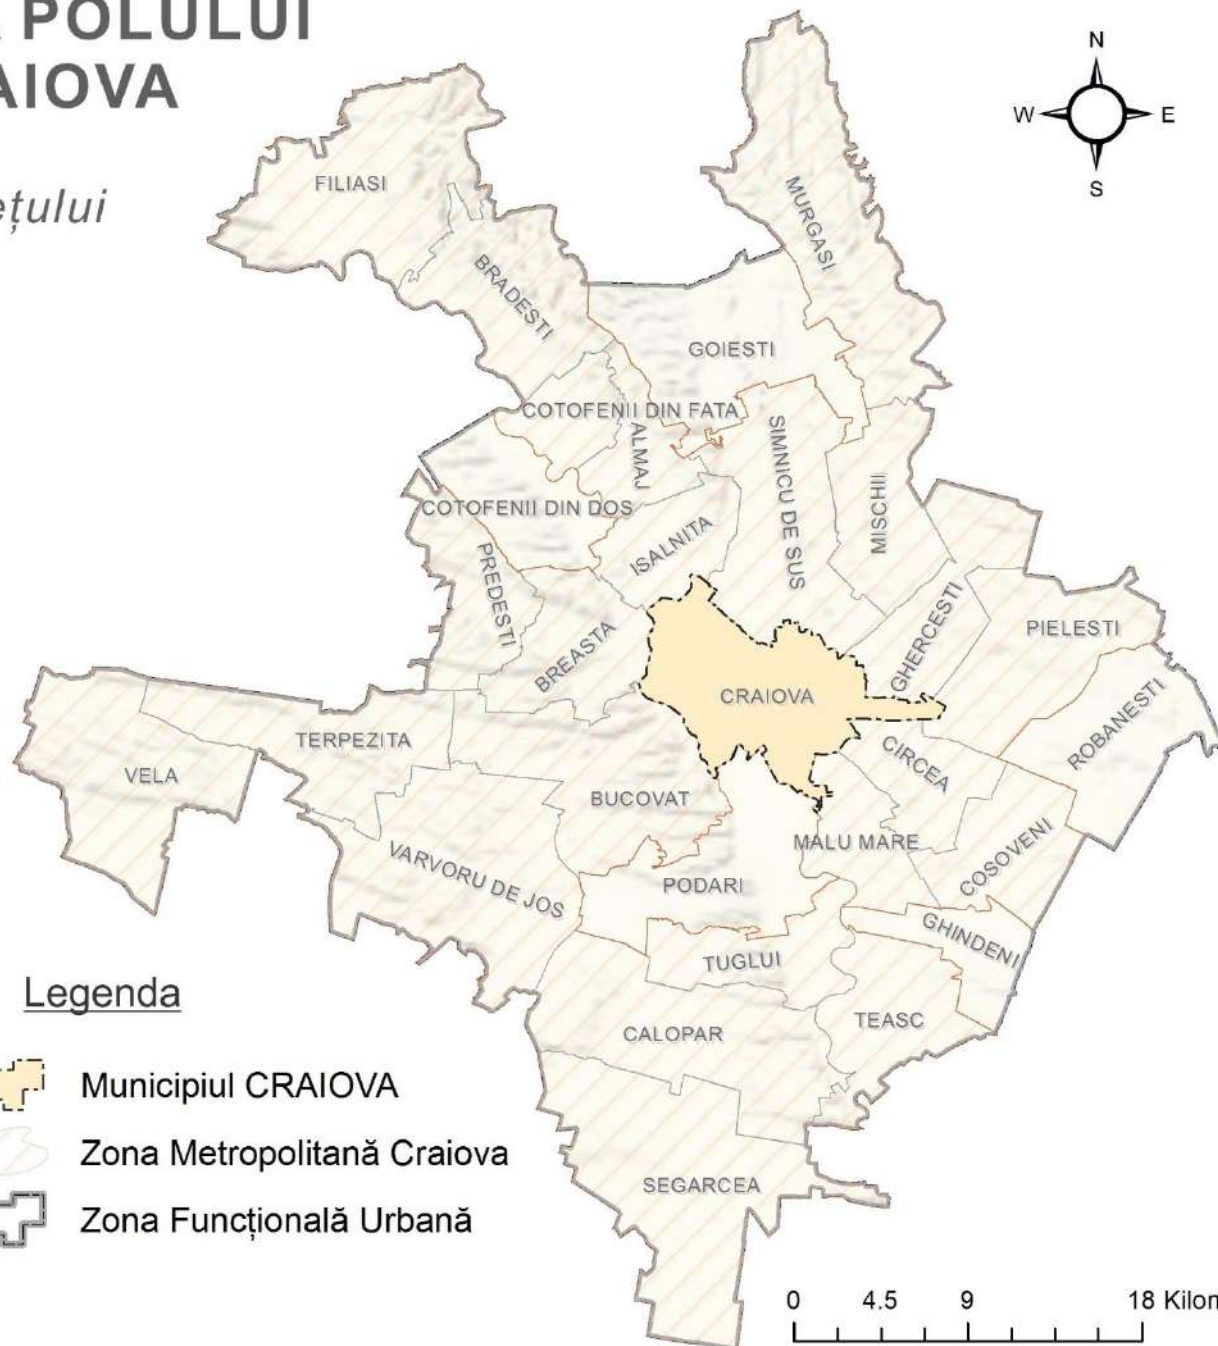 POLULUI
AIOVA
ețului
N
W E
S
FILIASI
MURGASI
BRADESTI
GOIESTI
COTOFENII DIN FATA
ALMAJ
SIMNICU DE SUS
MISCHII
COTOFENII DIN DOS
ISALNITA
PREDESTI
BREASTA
GHERCESTI
PIELESTI
CRAIOVA
ROBANESTI
TERPEZITA
VELA
CIRCEA
BUCOVAT
MALU MARE
COSOVENI
VARVORU DE JOS
PODARI
GHINDENI
TUGLUI
TEASC
CALOPAR
SEGARCEA
Legenda
Municipiul CRAIOVA
Zona Metropolitană Craiova
Zona Funcțională Urbană
0 4.5 9 18 Kilon